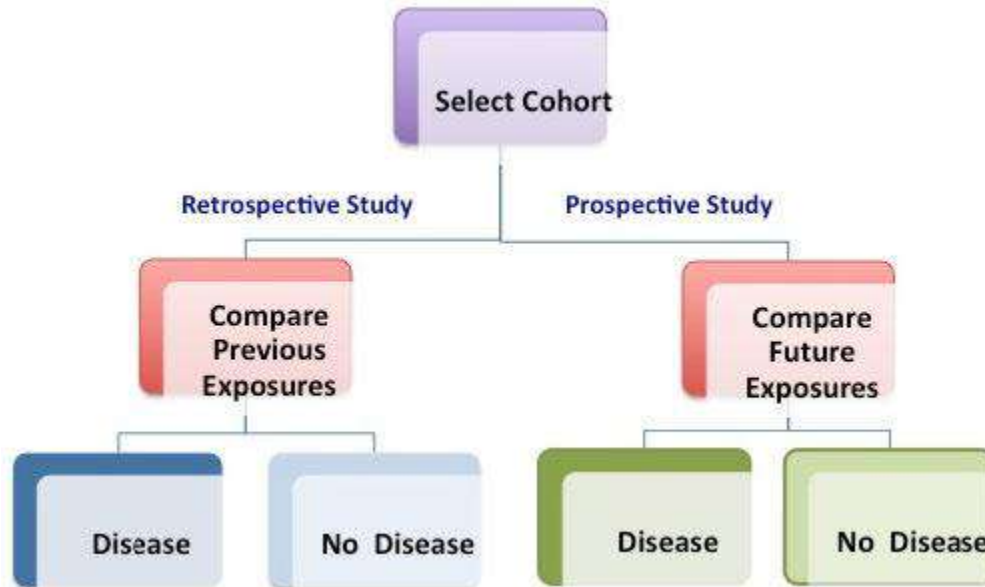 Select Cohort
Retrospective Study
Prospective Study
Compare
Previous
Exposures
Compare
Future
Exposures
Disease
No Disease
Disease
No Disease